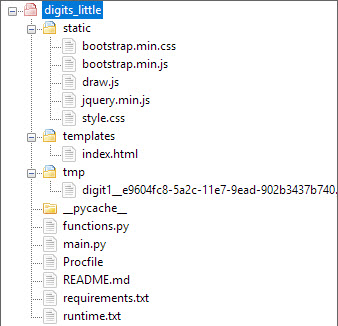 digits_little
static
bootstrap.min.css
bootstrap.min.js
draw.js
jquery.min.js
style.css
templates
index.html
tmp
digit1__e9604fc8-5a2c-11e7-9ead-902b3437b740.
__pycache__
functions.py
main.py
Procfile
README.md
requirements.txt
runtime.txt